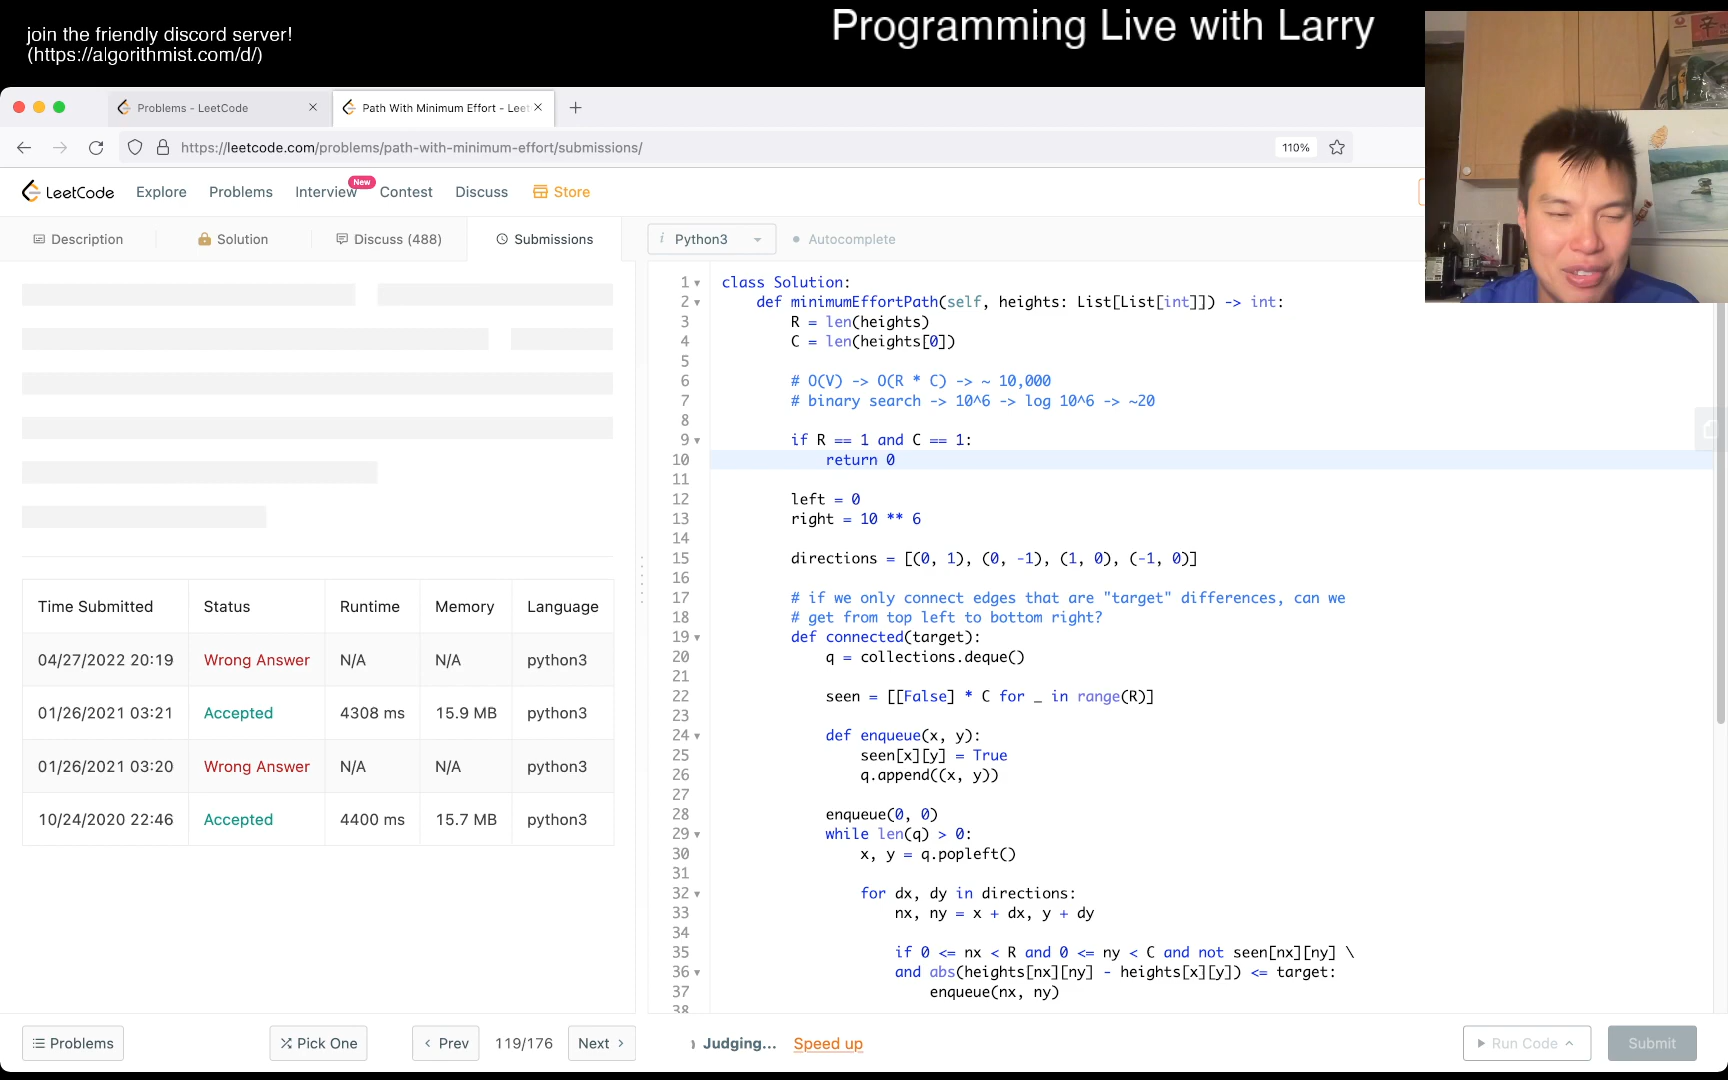 join the friendly discord server!
(https://algorithmist.com/d/)
Programming Live with Larry
Problems - LeetCode
Path With Minimum Effort - Leet
https://leetcode.com/problems/path-with-minimum-effort/submissions/
110%
LeetCode
Explore
Problems
Interview
New
Contest
Discuss
Store
Description
Solution
Discuss (488)
Submissions
i Python3
Autocomplete
Time Submitted Status Runtime Memory Language
04/27/2022 20:19 Wrong Answer N/A N/A python3
01/26/2021 03:21 Accepted 4308 ms 15.9 MB python3
01/26/2021 03:20 Wrong Answer N/A N/A python3
10/24/2020 22:46 Accepted 4400 ms 15.7 MB python3
1 class Solution:
2 def minimumEffortPath(self, heights: List[List[int]]) -> int:
3 R = len(heights)
4 C = len(heights[0])
5
6 # O(V) -> O(R * C) -> ~ 10,000
7 # binary search -> 10^6 -> log 10^6 -> ~20
8
9 if R == 1 and C == 1:
10 return 0
11
12 left = 0
13 right = 10 ** 6
14
15 directions = [(0, 1), (0, -1), (1, 0), (-1, 0)]
16
17 # if we only connect edges that are "target" differences, can we
18 # get from top left to bottom right?
19 def connected(target):
20 q = collections.deque()
21
22 seen = [[False] * C for _ in range(R)]
23
24 def enqueue(x, y):
25 seen[x][y] = True
26 q.append((x, y))
27
28 enqueue(0, 0)
29 while len(q) > 0:
30 x, y = q.popleft()
31
32 for dx, dy in directions:
33 nx, ny = x + dx, y + dy
34
35 if 0 <= nx < R and 0 <= ny < C and not seen[nx][ny] \
36 and abs(heights[nx][ny] - heights[x][y]) <= target:
37 enqueue(nx, ny)
38
Problems
Pick One
Prev
119/176
Next
Judging...
Speed up
Run Code
Submit